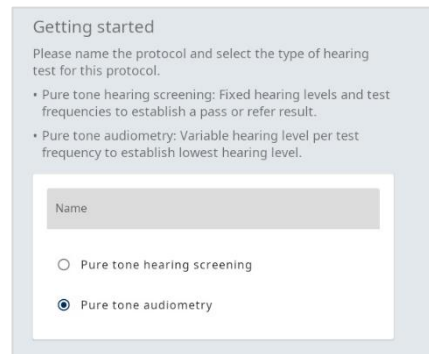 Getting started
Please name the protocol and select the type of hearing
test for this protocol.
• Pure tone hearing screening: Fixed hearing levels and test
frequencies to establish a pass or refer result.
• Pure tone audiometry: Variable hearing level per test
frequency to establish lowest hearing level.
Name
Pure tone hearing screening
Pure tone audiometry